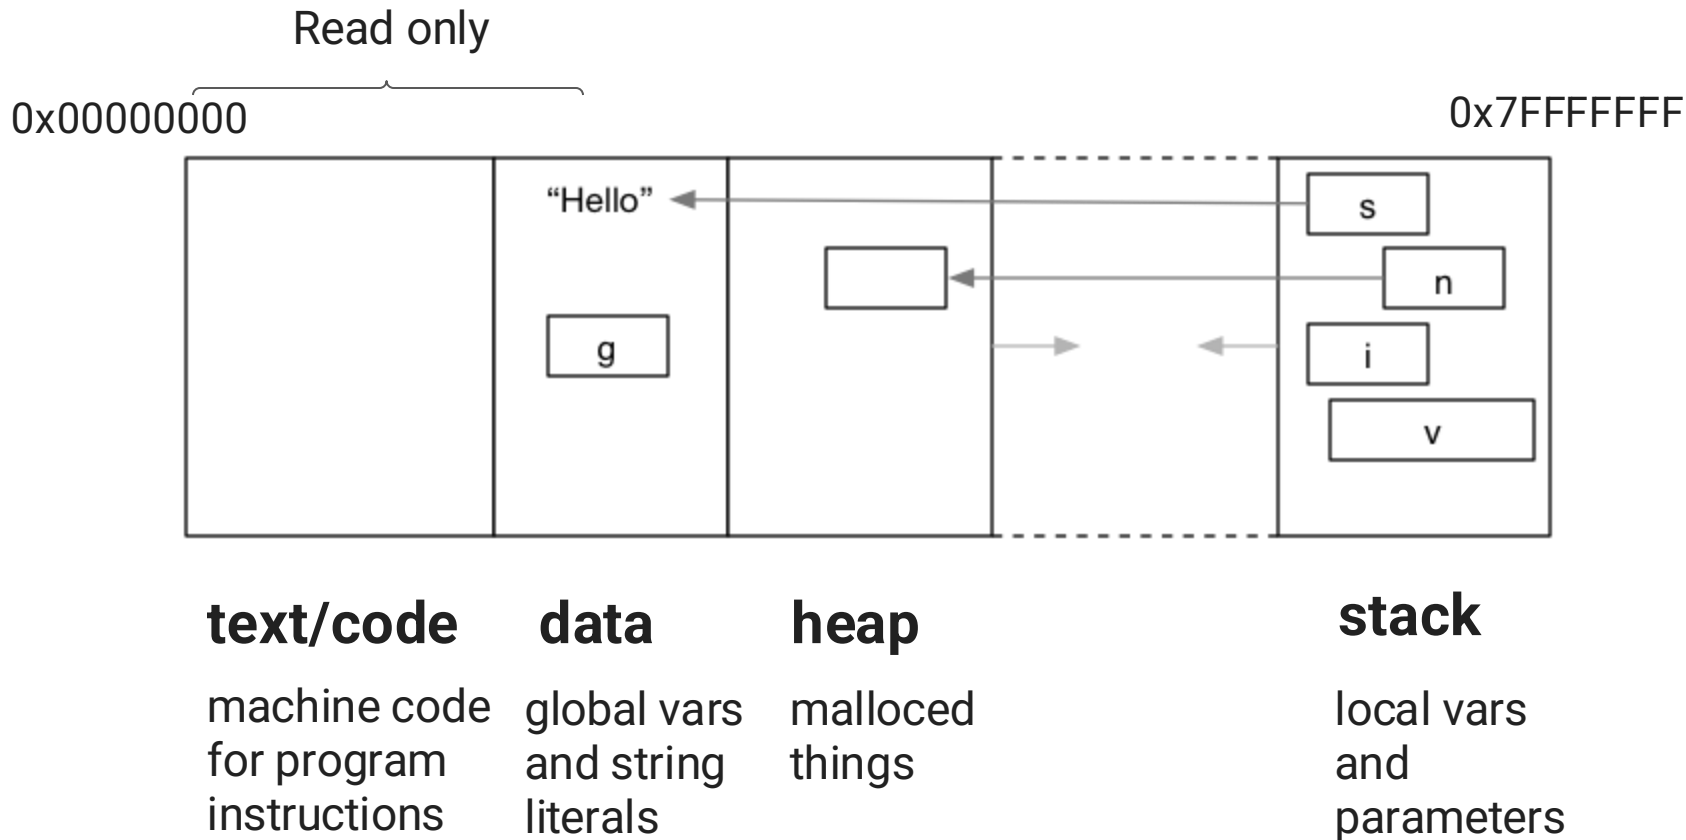 Read only
0x00000000
0x7FFFFFFF
“Hello”
s
n
g
i
v
text/code
data
heap
stack
machine code
for program
instructions
global vars
and string
literals
malloced
things
local vars
and
parameters